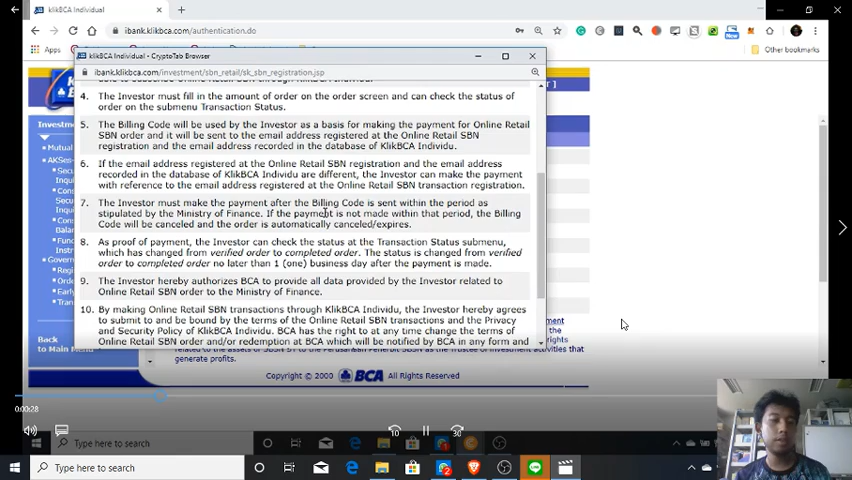 KlikBCA Individual
ibank.klikbca.com/authentication.do
Apps
Other bookmarks
klikBCA Individual - CryptoTab Browser
ibank.klikbca.com/investment/sbn_retail/sk_sbn_registration.jsp
4. The Investor must fill in the amount of order on the order screen and can check the status of
order on the submenu Transaction Status.
5. The Billing Code will be used by the Investor as a basis for making the payment for Online Retail
SBN order and it will be sent to the email address registered at the Online Retail SBN
registration and the email address recorded in the database of KlikBCA Individu.
6. If the email address registered at the Online Retail SBN registration and the email address
recorded in the database of KlikBCA Individu are different, the Investor can make the payment
with reference to the email address registered at the Online Retail SBN transaction registration.
7. The Investor must make the payment after the Billing Code is sent within the period as
stipulated by the Ministry of Finance. If the payment is not made within that period, the Billing
Code will be canceled and the order is automatically canceled/expires.
8. As proof of payment, the Investor can check the status at the Transaction Status submenu,
which has changed from verified order to completed order. The status is changed from verified
order to completed order no later than 1 (one) business day after the payment is made.
9. The Investor hereby authorizes BCA to provide all data provided by the Investor related to
Online Retail SBN order to the Ministry of Finance.
10. By making Online Retail SBN transactions through KlikBCA Individu, the Investor hereby agrees
to submit to and be bound by the terms of the Online Retail SBN transactions and the Privacy
and Security Policy of KlikBCA Individu. BCA has the right to at any time change the terms of
Online Retail SBN order and/or redemption at BCA which will be notified by BCA in any form and
Back
to Main
generate profits.
Copyright © 2000 BCA All Rights Reserved
0:00:28
10
30
Type here to search
Type here to search